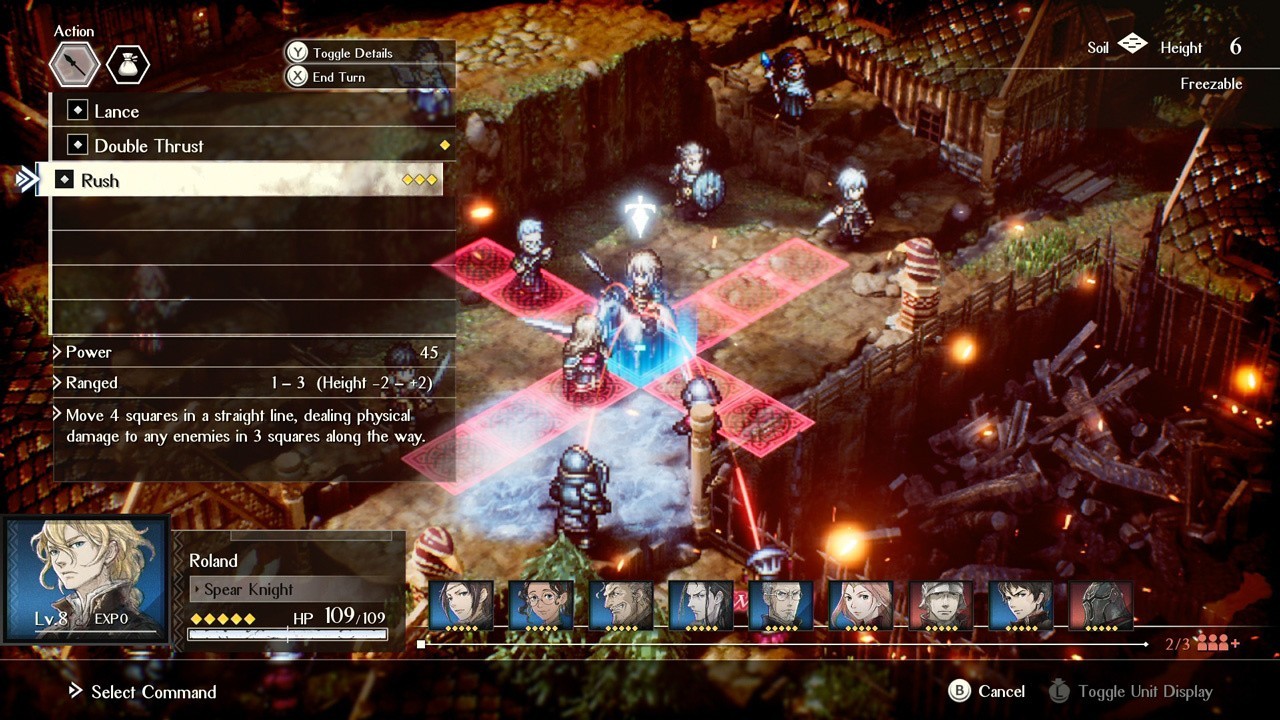 Action
Y Toggle Details
X End Turn
Soil Height 6
Freezable
Lance
Double Thrust
Rush
Power 45
Ranged 1 – 3 (Height -2 – +2)
Move 4 squares in a straight line, dealing physical
damage to any enemies in 3 squares along the way.
Roland
Spear Knight
Lv.8 EXP0
HP 109/109
2/3 +
Select Command
B Cancel
L Toggle Unit Display